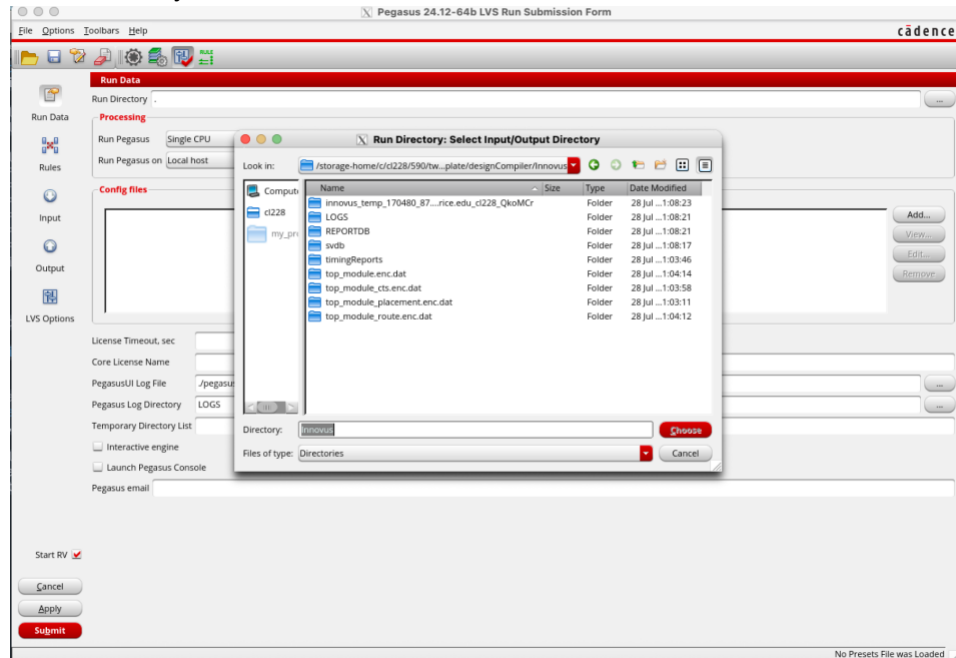 Pegasus 24.12-64b LVS Run Submission Form
File Options Toolbars Help
cādence
Run Data
Run Directory .
...
Run Data
Processing
Run Pegasus Single CPU
Run Pegasus on Local host
Rules
Config files
Input
Output
LVS Options
Add...
View...
Edit...
Remove
Run Directory: Select Input/Output Directory
Look in: /storage-home/c/cl228/590/tw...plate/designCompiler/Innovus
Comput
cl228
my_pr
Name Size Type Date Modified
innovus_temp_170480_87....rice.edu_cl228_QkoMCr Folder 28 Jul ...1:08:23
LOGS Folder 28 Jul ...1:08:21
REPORTDB Folder 28 Jul ...1:08:21
svdb Folder 28 Jul ...1:08:17
timingReports Folder 28 Jul ...1:03:46
top_module.enc.dat Folder 28 Jul ...1:04:14
top_module_cts.enc.dat Folder 28 Jul ...1:03:58
top_module_placement.enc.dat Folder 28 Jul ...1:03:11
top_module_route.enc.dat Folder 28 Jul ...1:04:12
Directory: Innovus
Choose
Files of type: Directories
Cancel
License Timeout, sec
Core License Name
PegasusUI Log File ./pegasu
...
Pegasus Log Directory LOGS
...
Temporary Directory List
Interactive engine
Launch Pegasus Console
Pegasus email
Start RV
Cancel
Apply
Submit
No Presets File was Loaded